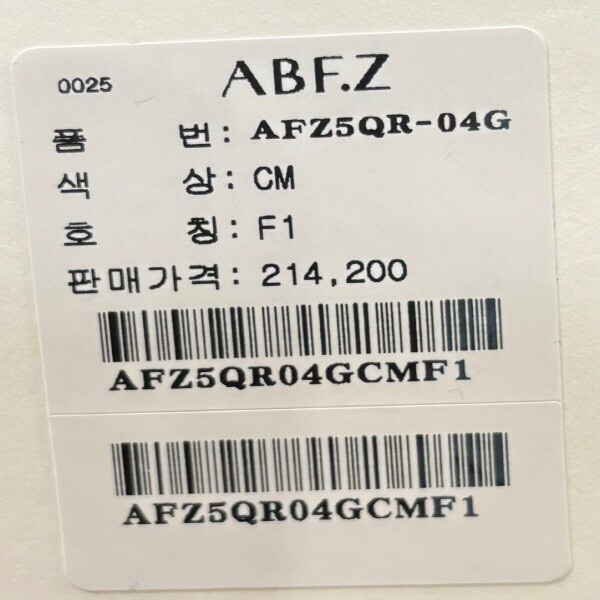 0025 ABF.Z
품 번: AFZ5QR-04G
색 상: CM
호 칭: F1
판매가격: 214,200
AFZ5QR04GCMF1
AFZ5QR04GCMF1